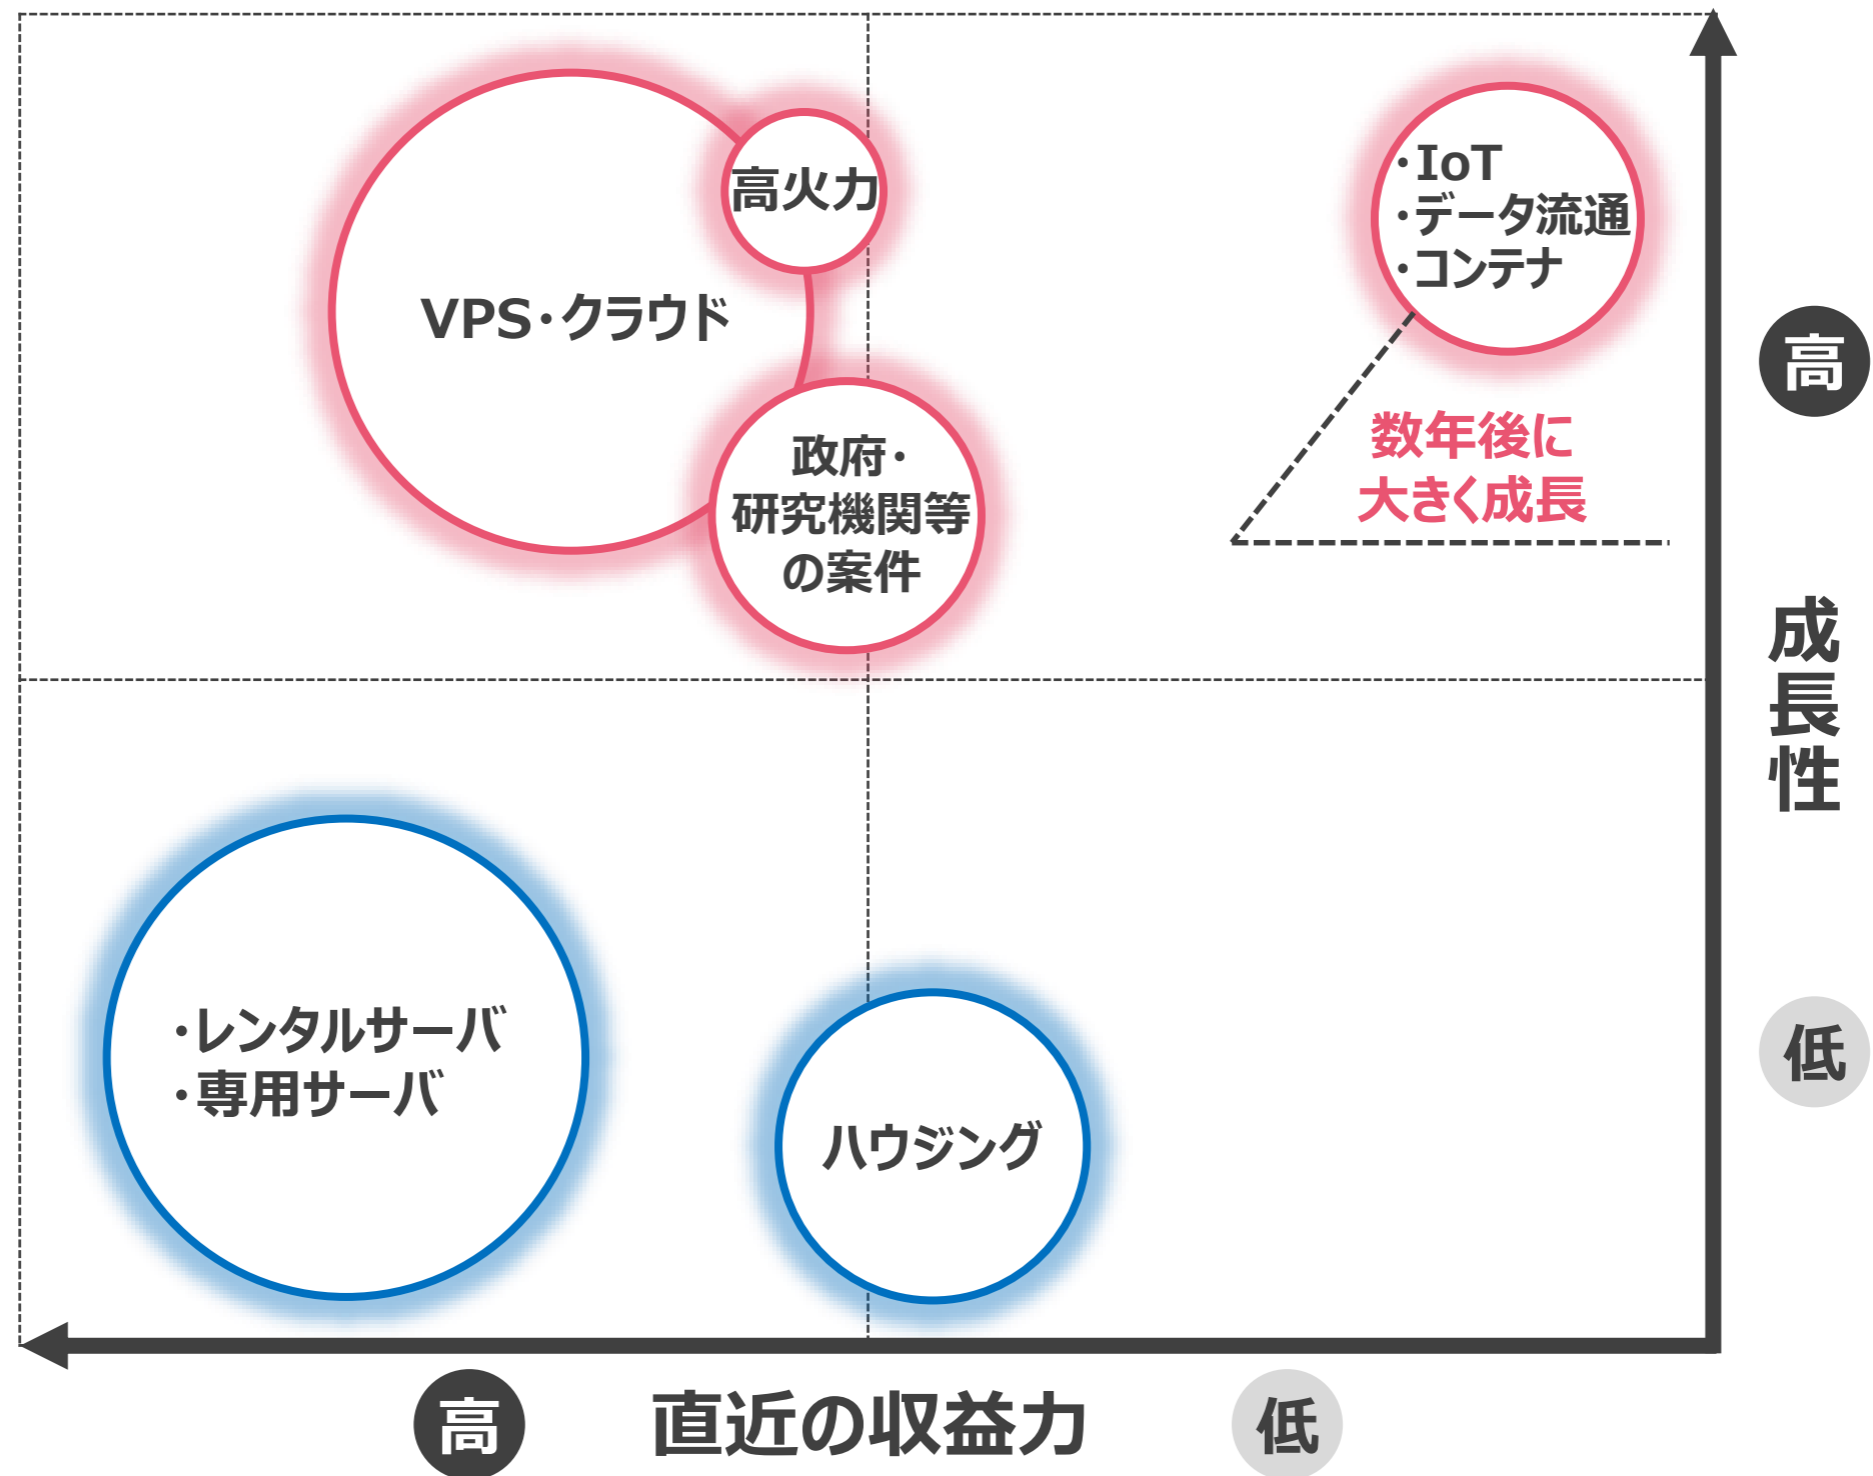 VPS・クラウド
高火力
政府・
研究機関等
の案件
・IoT
・データ流通
・コンテナ
数年後に
大きく成長
・レンタルサーバ
・専用サーバ
ハウジング
高
成長性
低
高
直近の収益力
低